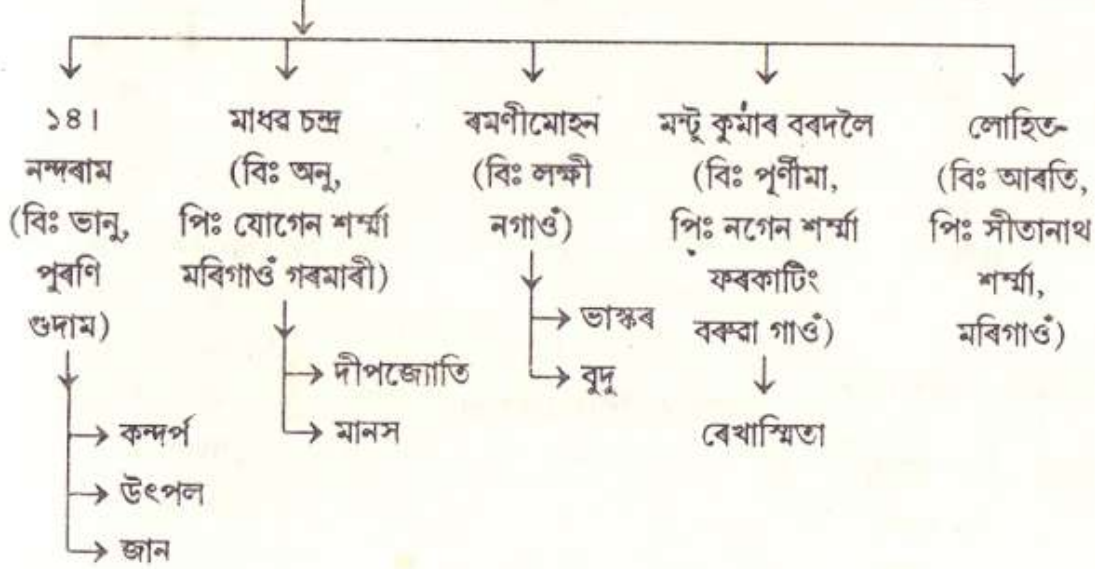 ১৪।
নন্দৰাম
(বিঃ ভানু,
পুৰণি
গুদাম)
কন্দৰ্প
উৎপল
জান
মাধৱ চন্দ্ৰ
(বিঃ অনু,
পিঃ যোগেন শৰ্ম্মা
মৰিগাওঁ গৰমাৰী)
দীপজ্যোতি
মানস
ৰমণীমোহন
(বিঃ লক্ষী
নগাওঁ)
ভাস্কৰ
বুদু
মন্টু কুমাৰ বৰদলৈ
(বিঃ পূৰ্ণীমা,
পিঃ নগেন শৰ্ম্মা
ফৰকাটিং
বৰুৱা গাওঁ)
ৰেখাস্মিতা
লোহিত-
(বিঃ আৰতি,
পিঃ সীতানাথ
শৰ্ম্মা,
মৰিগাওঁ)